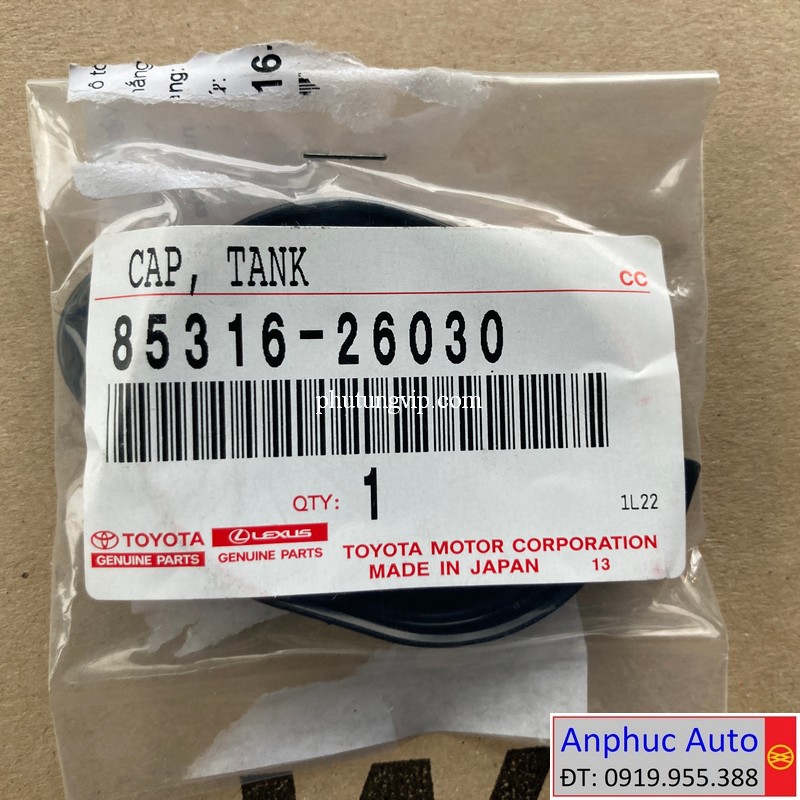 16-
CAP, TANK
CC
85316-26030
phutungvip.com
QTY: 1
1L22
TOYOTA
GENUINE PARTS
LEXUS
GENUINE PARTS
TOYOTA MOTOR CORPORATION
MADE IN JAPAN 13
Anphuc Auto
ĐT: 0919.955.388